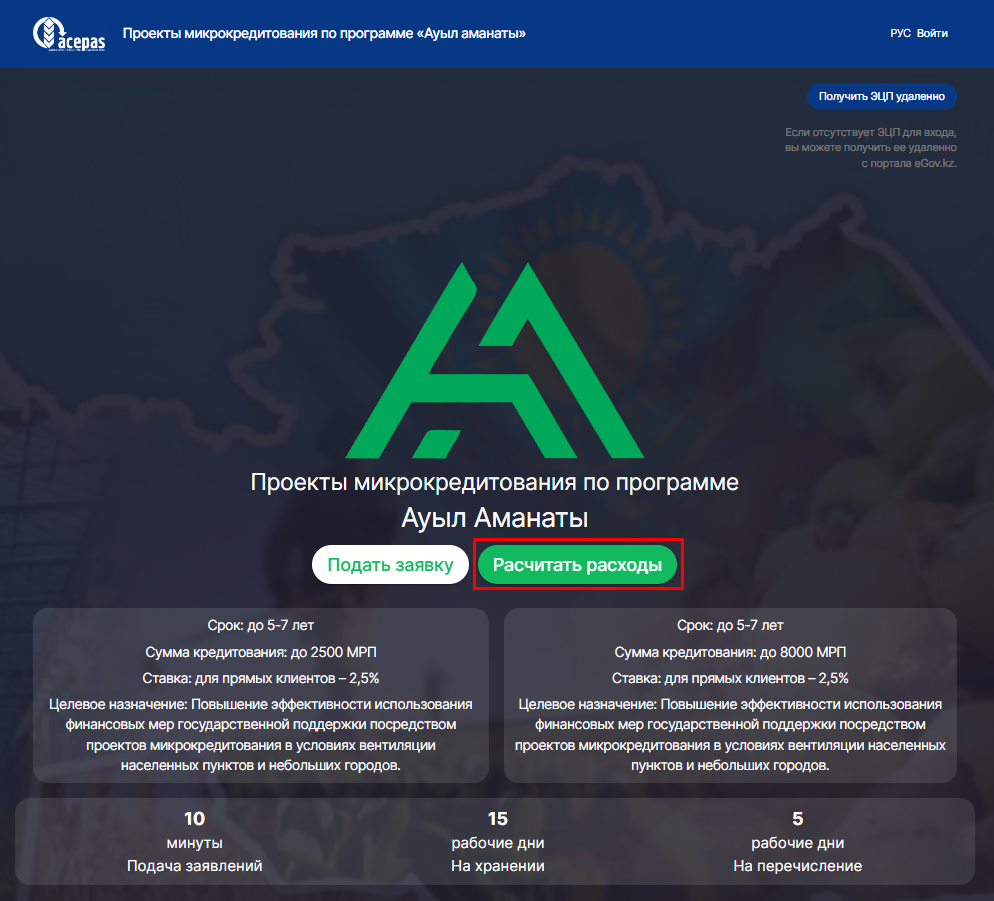 acepas
Проекты микрокредитования по программе «Ауыл аманаты»
РУС Войти
Получить ЭЦП удаленно
Если отсутствует ЭЦП для входа,
вы можете получить ее удаленно
с портала eGov.kz.
Проекты микрокредитования по программе
Ауыл Аманаты
Подать заявку
Расчитать расходы
Срок: до 5-7 лет
Сумма кредитования: до 2500 МРП
Ставка: для прямых клиентов – 2,5%
Целевое назначение: Повышение эффективности использования
финансовых мер государственной поддержки посредством
проектов микрокредитования в условиях вентиляции
населенных пунктов и небольших городов.
Срок: до 5-7 лет
Сумма кредитования: до 8000 МРП
Ставка: для прямых клиентов – 2,5%
Целевое назначение: Повышение эффективности использования
финансовых мер государственной поддержки посредством
проектов микрокредитования в условиях вентиляции населенных
пунктов и небольших городов.
10
минуты
Подача заявлений
15
рабочие дни
На хранении
5
рабочие дни
На перечисление